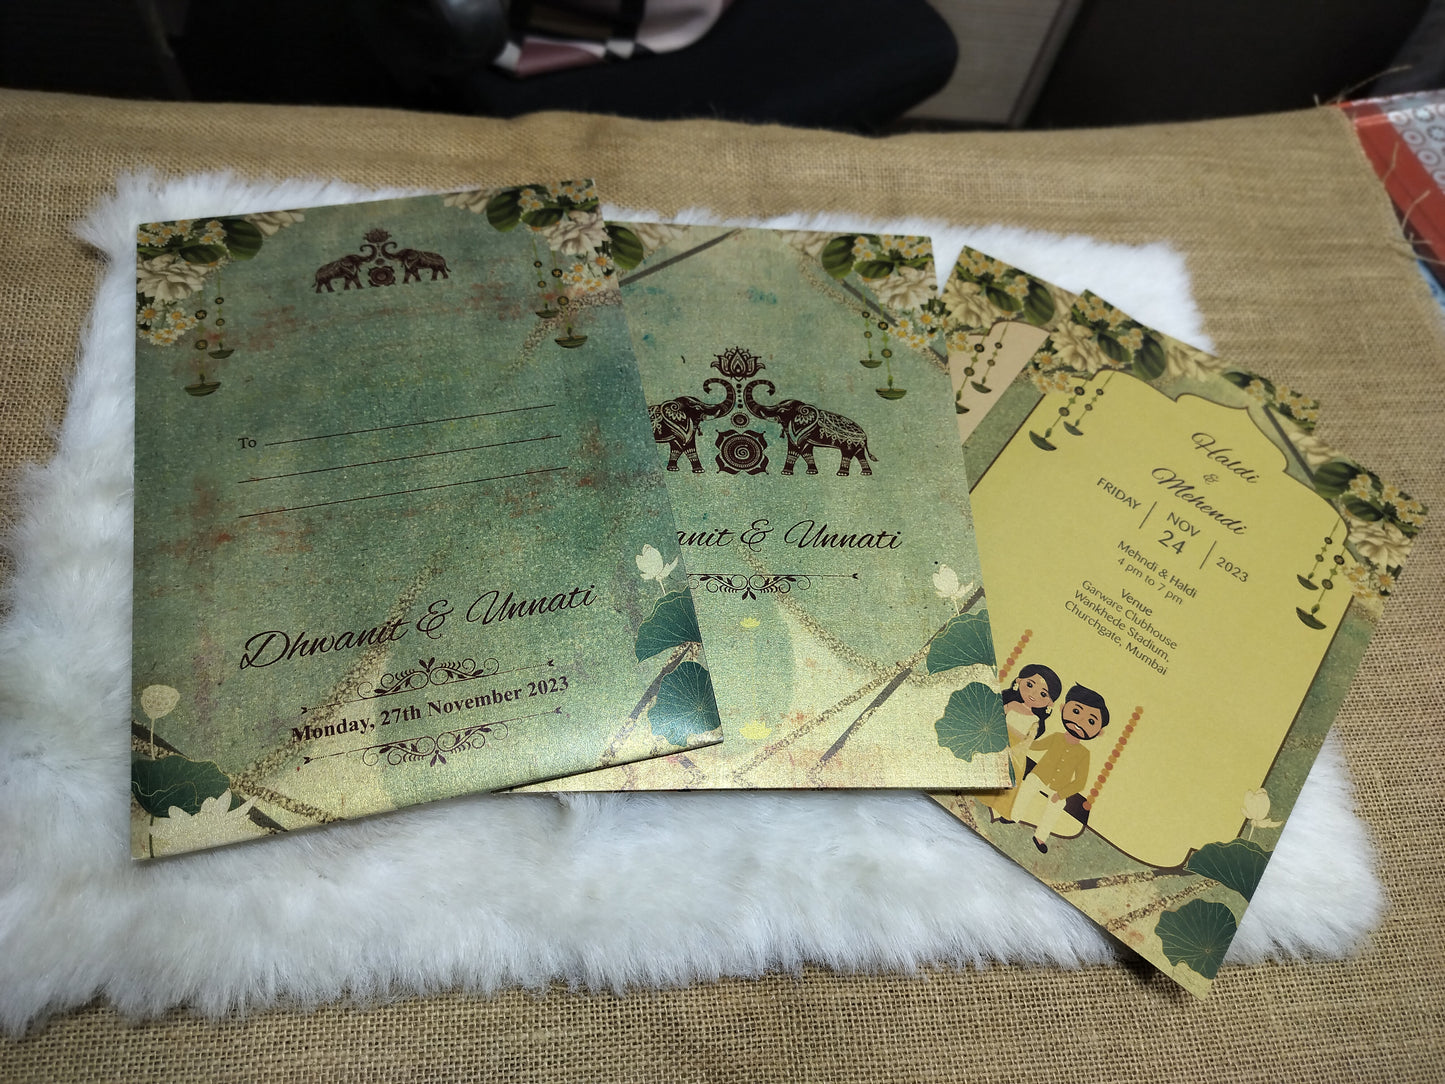 To
Dhwanit & Unnati
Monday, 27th November 2023
anit & Unnati
Haldi
&
Mehendi
FRIDAY
NOV
24
2023
Mehndi & Haldi
4 pm to 7 pm
Venue
Garware Clubhouse
Wankhede Stadium,
Churchgate, Mumbai